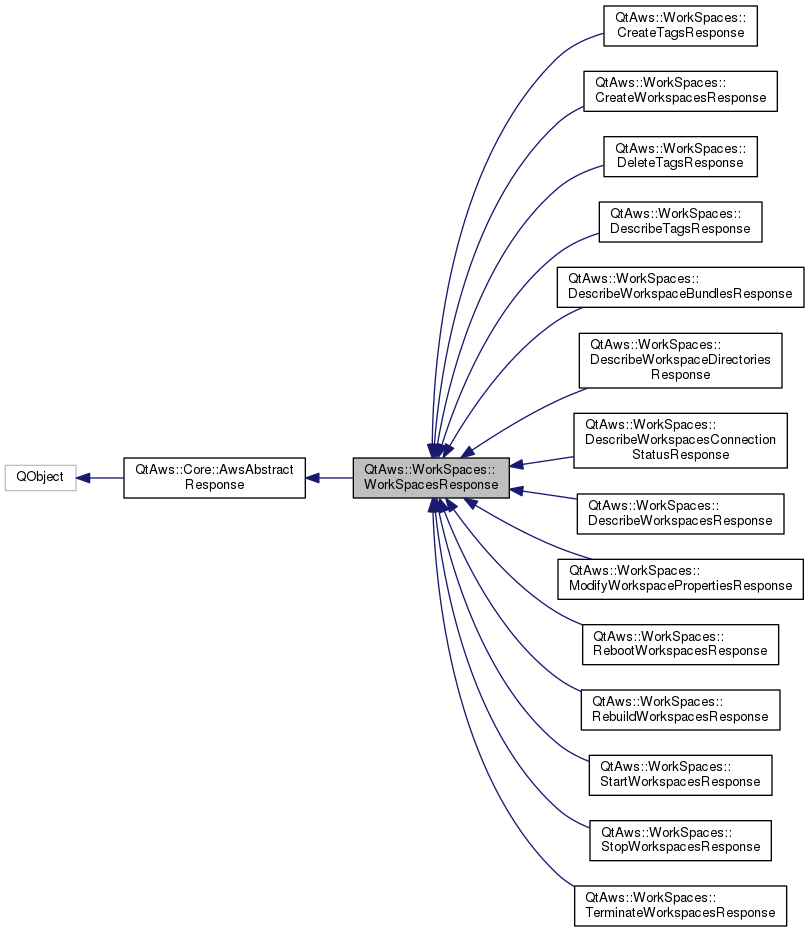 QObject
QtAws::Core::AwsAbstract
Response
QtAws::WorkSpaces::
WorkSpacesResponse
QtAws::WorkSpaces::
CreateTagsResponse
QtAws::WorkSpaces::
CreateWorkspacesResponse
QtAws::WorkSpaces::
DeleteTagsResponse
QtAws::WorkSpaces::
DescribeTagsResponse
QtAws::WorkSpaces::
DescribeWorkspaceBundlesResponse
QtAws::WorkSpaces::
DescribeWorkspaceDirectories
Response
QtAws::WorkSpaces::
DescribeWorkspacesConnection
StatusResponse
QtAws::WorkSpaces::
DescribeWorkspacesResponse
QtAws::WorkSpaces::
ModifyWorkspacePropertiesResponse
QtAws::WorkSpaces::
RebootWorkspacesResponse
QtAws::WorkSpaces::
RebuildWorkspacesResponse
QtAws::WorkSpaces::
StartWorkspacesResponse
QtAws::WorkSpaces::
StopWorkspacesResponse
QtAws::WorkSpaces::
TerminateWorkspacesResponse